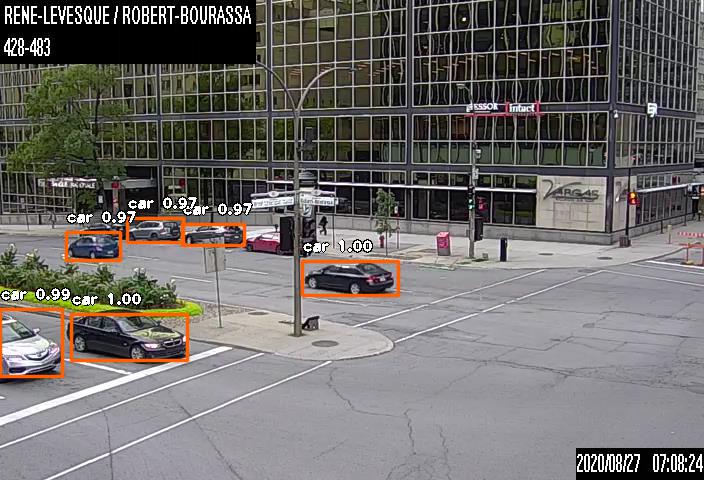 RENE-LEVESQUE / ROBERT-BOURASSA
428-483
intact
VARGAS
car 0.97
car 0.97
car 0.97
car 1.00
car 0.99
car 1.00
2020/08/27 07:08:24